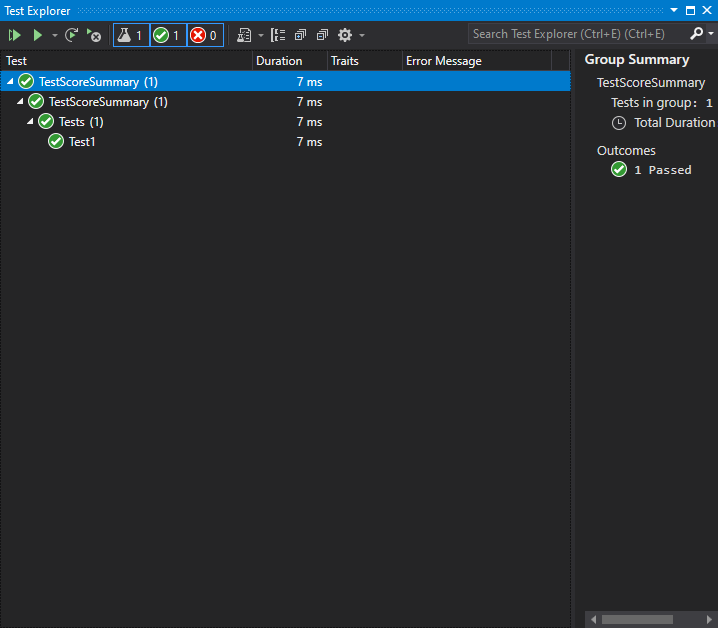 Test Explorer
1 1 0
Search Test Explorer (Ctrl+E) (Ctrl+E)
Test Duration Traits Error Message
TestScoreSummary (1) 7 ms
TestScoreSummary (1) 7 ms
Tests (1) 7 ms
Test1 7 ms
Group Summary
TestScoreSummary
Tests in group: 1
Total Duration
Outcomes
1 Passed